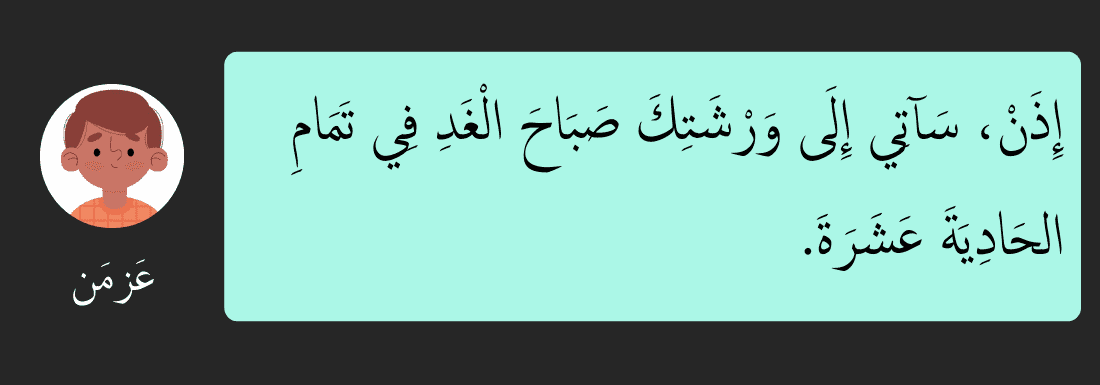 إِذَنْ، سَآتِي إِلَى وَرْشَتِكَ صَبَاحَ الْغَدِ فِي تَمَامِ
الحَادِيَةَ عَشَرَةَ.
عَزمَن